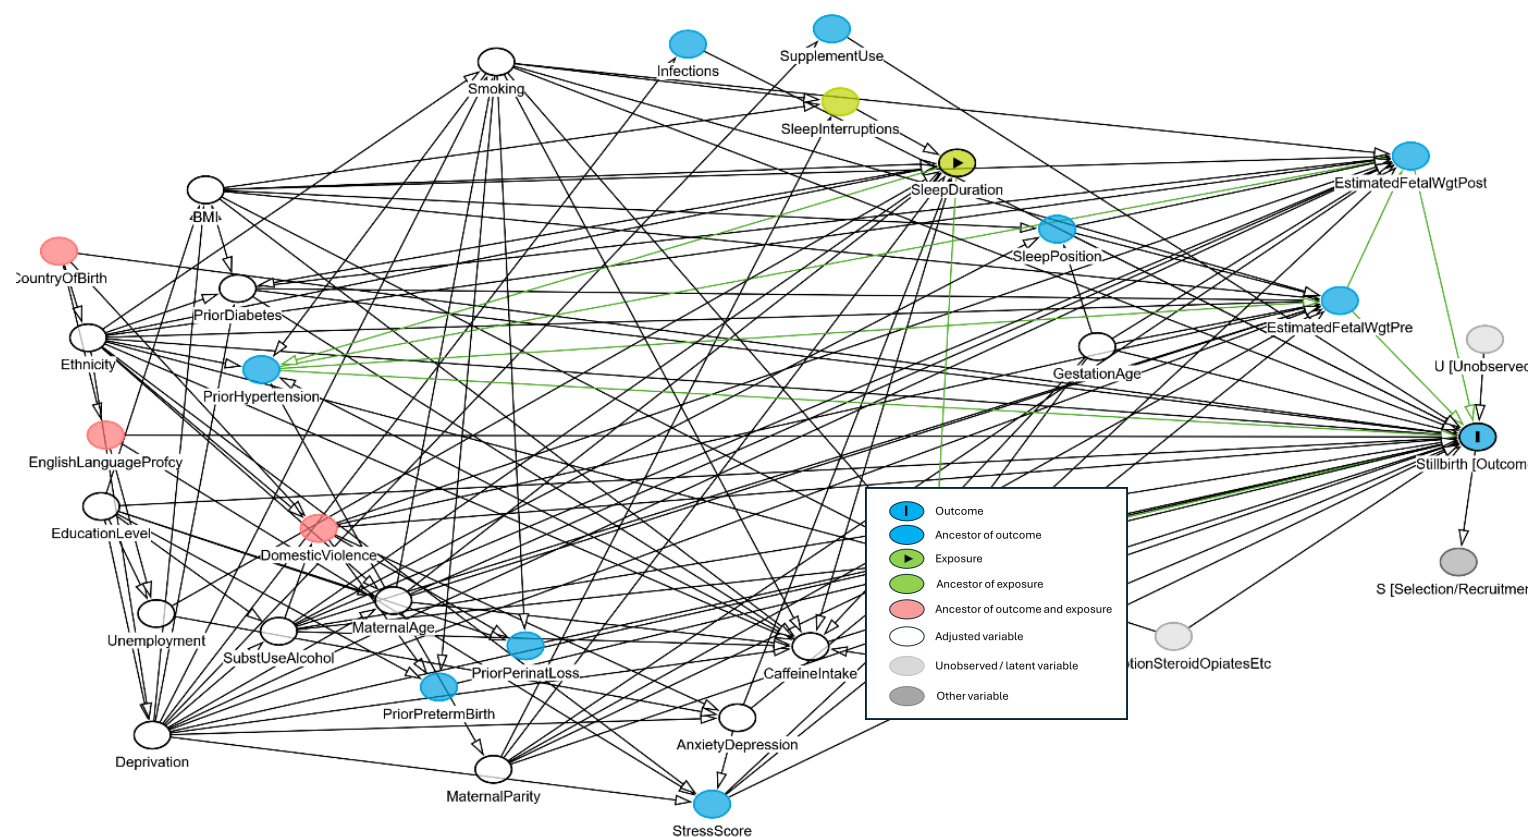 SupplementUse
Infections
Smoking
SleepInterruptions
EstimatedFetalWgtPost
SleepDuration
BMI
SleepPosition
CountryOfBirth
PriorDiabetes
EstimatedFetalWgtPre
Ethnicity
U [Unobserved
GestationAge
PriorHypertension
EnglishLanguageProfcy
Stillbirth [Outcom
EducationLevel
DomesticViolence
S [Selection/Recruitmen
MaternalAge
Unemployment
SubstUseAlcohol
PriorPerinatLoss
CaffeineIntake
tionSteroidOpiatesEtc
PriorPretermBirth
AnxietyDepression
Deprivation
MaternalParity
StressScore
Outcome
Ancestor of outcome
Exposure
Ancestor of exposure
Ancestor of outcome and exposure
Adjusted variable
Unobserved / latent variable
Other variable